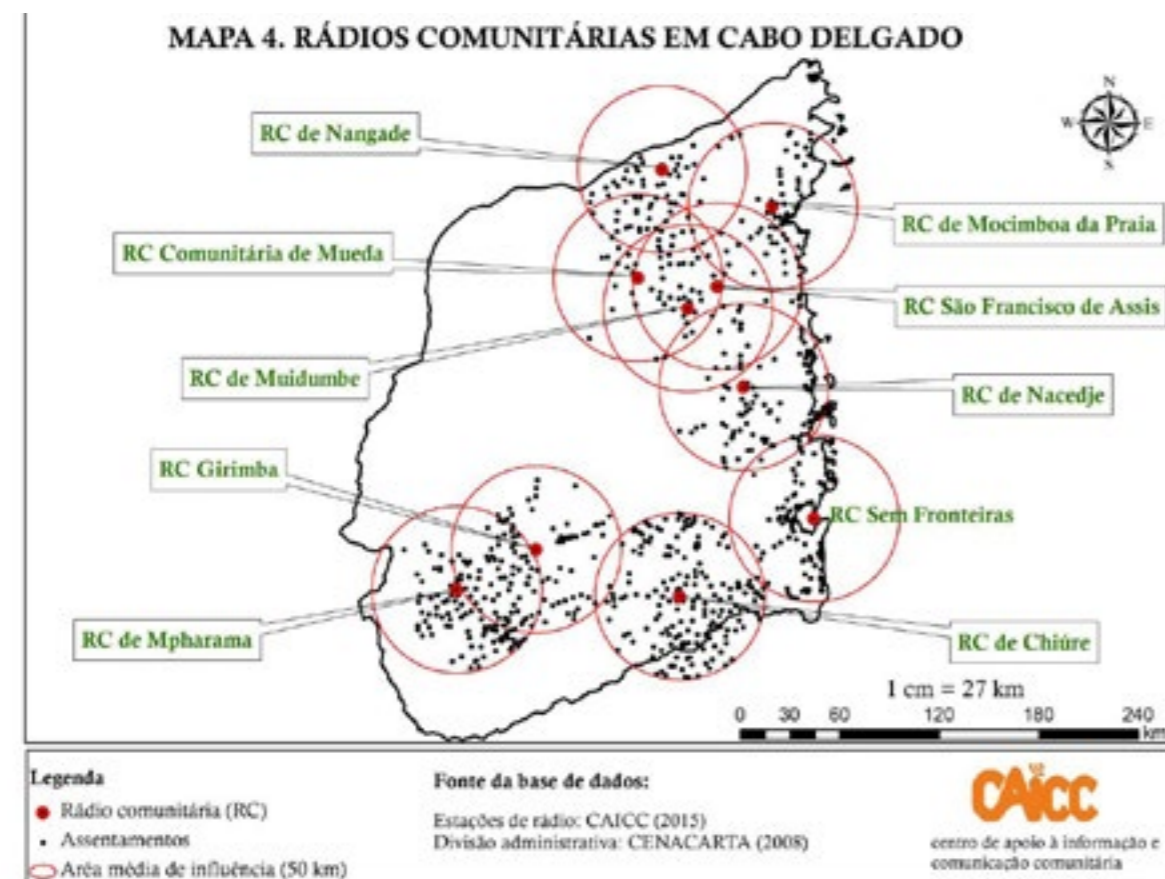 MAPA 4. RÁDIOS COMUNITÁRIAS EM CABO DELGADO
N
W
E
S
RC de Nangade
RC de Mocimboa da Praia
RC Comunitária de Mueda
RC São Francisco de Assis
RC de Muidumbe
RC de Nacedje
RC Girimba
RC Sem Fronteiras
RC de Mpharama
RC de Chiúre
1 cm = 27 km
0 30 60 120 180 240
km
Legenda
Rádio comunitária (RC)
Assentamentos
Aréa média de influência (50 km)
Fonte da base de dados:
Estações de rádio: CAICC (2015)
Divisão administrativa: CENACARTA (2008)
CAICC
centro de apoio à informação e
comunicação comunitária